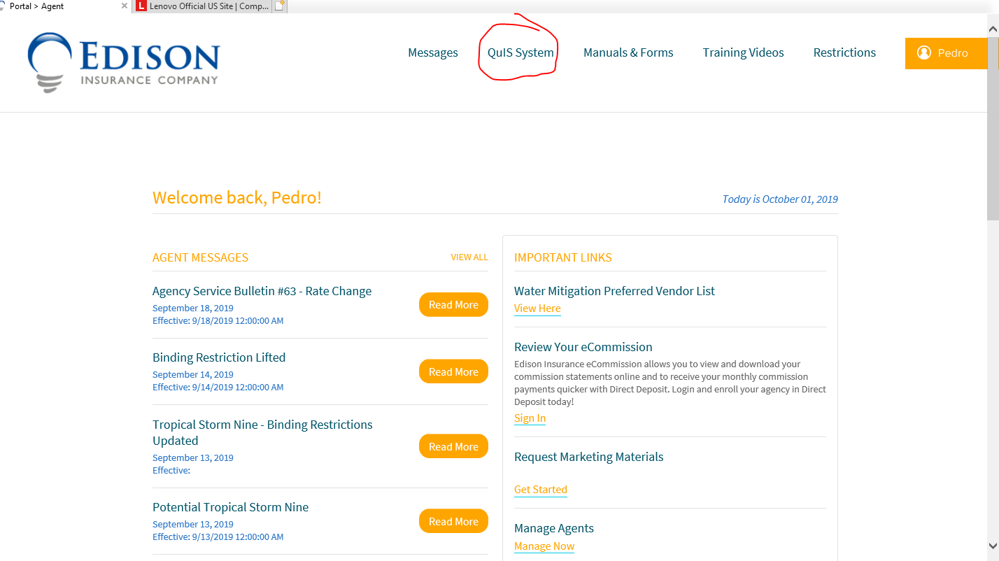 Portal > Agent
Lenovo Official US Site | Comp...
EDISON
INSURANCE COMPANY
Messages
QuIS System
Manuals & Forms
Training Videos
Restrictions
Pedro
Welcome back, Pedro!
Today is October 01, 2019
AGENT MESSAGES
VIEW ALL
Agency Service Bulletin #63 - Rate Change
September 18, 2019
Effective: 9/18/2019 12:00:00 AM
Read More
Binding Restriction Lifted
September 14, 2019
Effective: 9/14/2019 12:00:00 AM
Read More
Tropical Storm Nine - Binding Restrictions
Updated
September 13, 2019
Effective:
Read More
Potential Tropical Storm Nine
September 13, 2019
Effective: 9/13/2019 12:00:00 AM
Read More
IMPORTANT LINKS
Water Mitigation Preferred Vendor List
View Here
Review Your eCommission
Edison Insurance eCommission allows you to view and download your
commission statements online and to receive your monthly commission
payments quicker with Direct Deposit. Login and enroll your agency in Direct
Deposit today!
Sign In
Request Marketing Materials
Get Started
Manage Agents
Manage Now